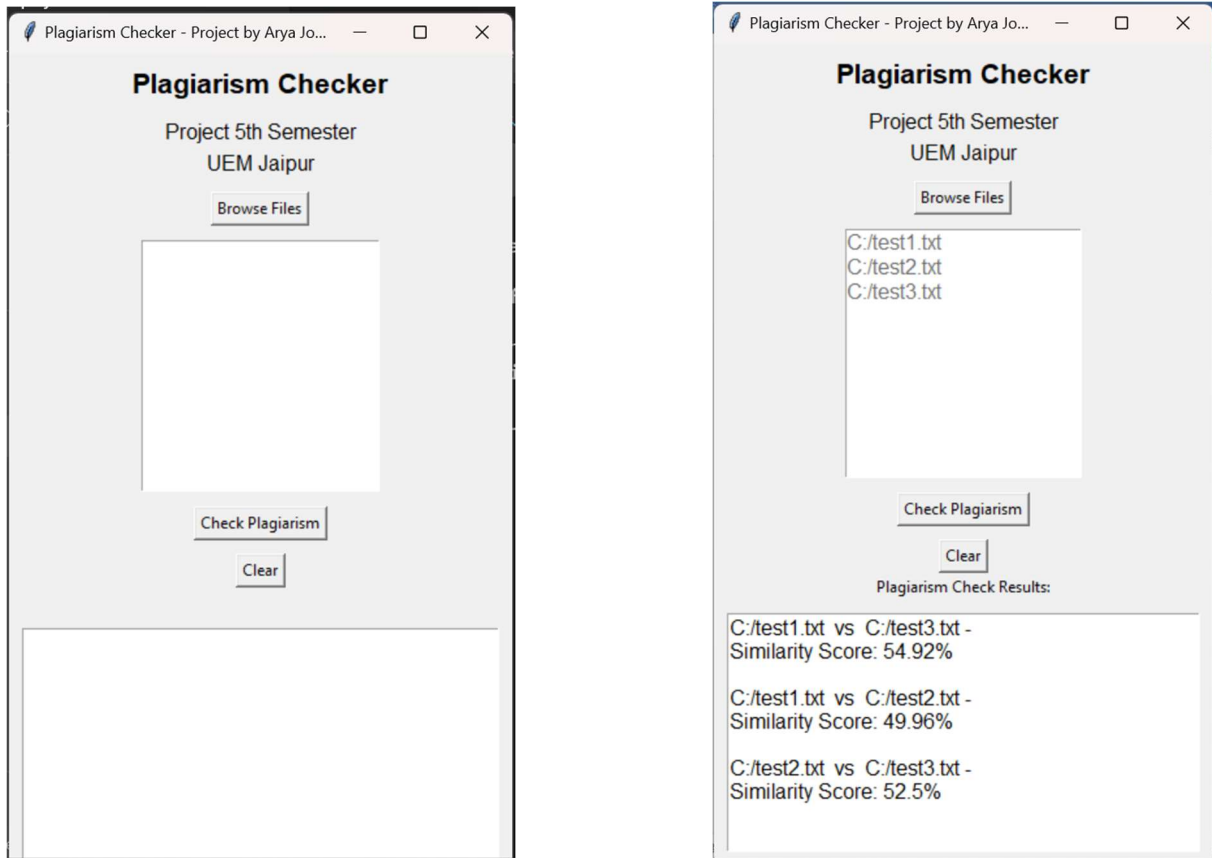 Plagiarism Checker - Project by Arya Jo...
Plagiarism Checker
Project 5th Semester
UEM Jaipur
Browse Files
Check Plagiarism
Clear
Plagiarism Checker - Project by Arya Jo...
Plagiarism Checker
Project 5th Semester
UEM Jaipur
Browse Files
C:/test1.txt
C:/test2.txt
C:/test3.txt
Check Plagiarism
Clear
Plagiarism Check Results:
C:/test1.txt vs C:/test3.txt -
Similarity Score: 54.92%
C:/test1.txt vs C:/test2.txt -
Similarity Score: 49.96%
C:/test2.txt vs C:/test3.txt -
Similarity Score: 52.5%